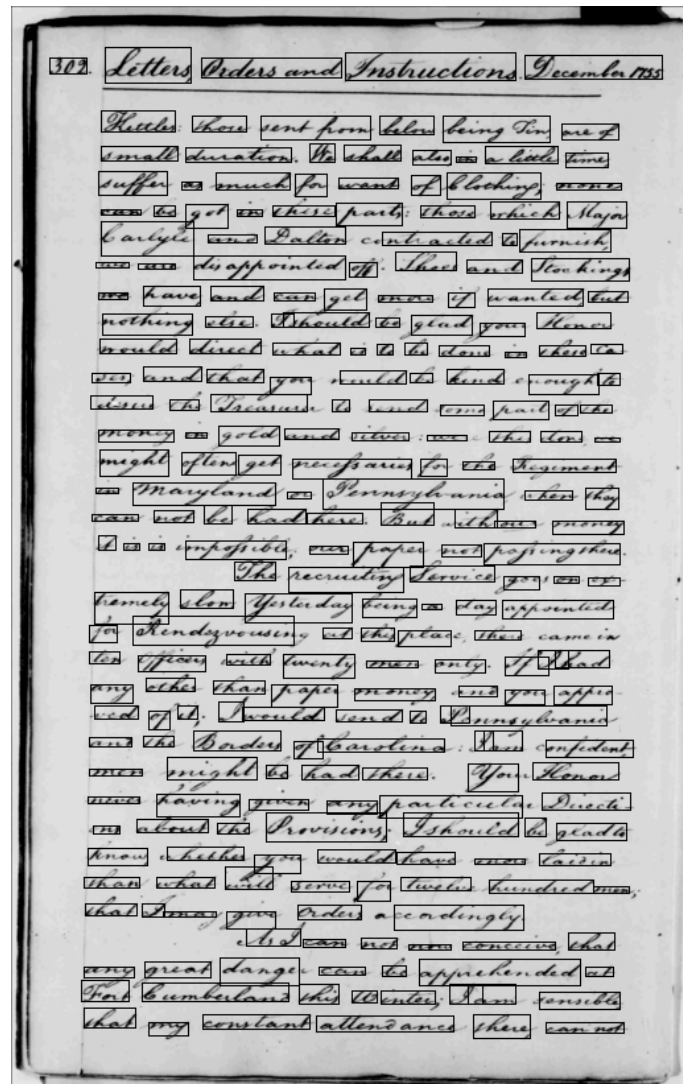 302. Letters Orders and Instructions. December 1755
Kettles: those sent from below being Tin, are of
small duration. We shall also in a little time
suffer as much for want of Clothing; none
can be got in these parts: those which Major
Carlyle and Dalton contracted to furnish,
we are disappointed off. Shoes and Stockings
we have, and can get more if wanted, but
nothing else. I should be glad your Honor
would direct what is to be done in these ca-
ses; and that you would be kind enough to
desire the Treasurer to send some part of the
money in gold and silver: were the done, we
might often get necessaries for the Regiment
in Maryland or Pennsylvania when they
can not be had here. But with our money
it is is impossible; our paper not passing there.
The recruiting Service goes on ex-
tremely slow. Yesterday being a day appointed
for Rendezvousing at this place, there came in
ten Officers with twenty men only. If I had
any other than paper money and you appro-
ved of it; I would send to Pennsylvania
and the Borders of Carolina: I am confident,
men might be had there. Your Honor
never having given any particular Directi-
ons about the Provisions; I should be glad to
know whether you would have more laid in
than what will serve for twelve hundred men;
that I may give Orders accordingly.
As I can not now conceive, that
any great danger can be apprehended at
Fort Cumberland this Winter; I am sensible
that my constant attendance there can not